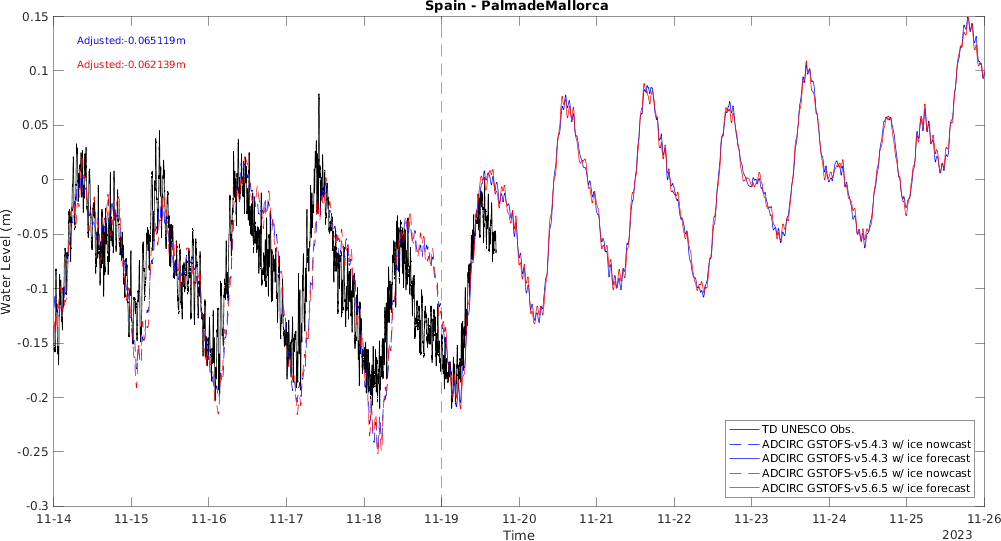 Spain - PalmadeMallorca
Adjusted:-0.065119m
Adjusted:-0.062139m
Water Level (m)
0.15
0.1
0.05
0
-0.05
-0.1
-0.15
-0.2
-0.25
-0.3
TD UNESCO Obs.
ADCIRC GSTOFS-v5.4.3 w/ ice nowcast
ADCIRC GSTOFS-v5.4.3 w/ ice forecast
ADCIRC GSTOFS-v5.6.5 w/ ice nowcast
ADCIRC GSTOFS-v5.6.5 w/ ice forecast
11-14 11-15 11-16 11-17 11-18 11-19 11-20 11-21 11-22 11-23 11-24 11-25 11-26
Time
2023